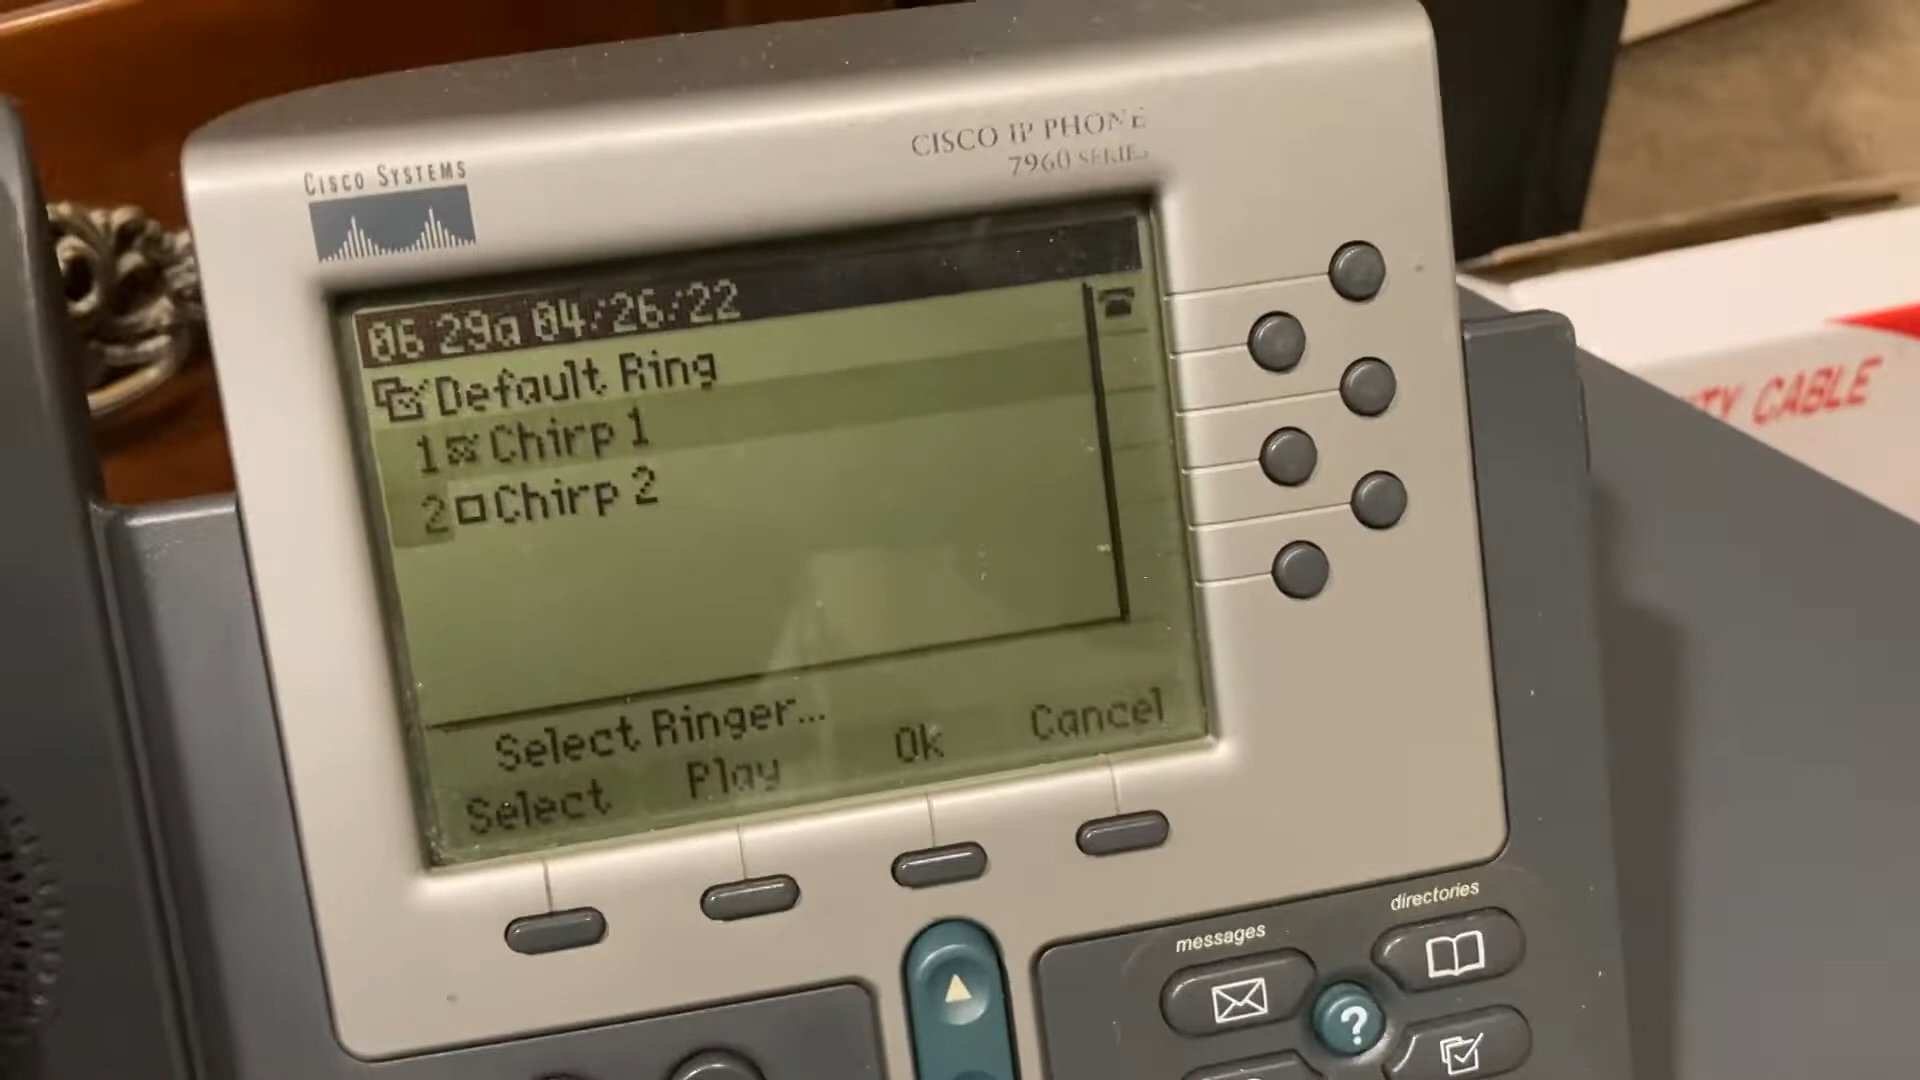 CISCO SYSTEMS
CISCO IP PHONE
7960 SERIES
06 29a 04/26/22
Default Ring
1 Chirp 1
2 Chirp 2
Select Ringer...
Select Play Ok Cancel
messages
directories
?
CABLE